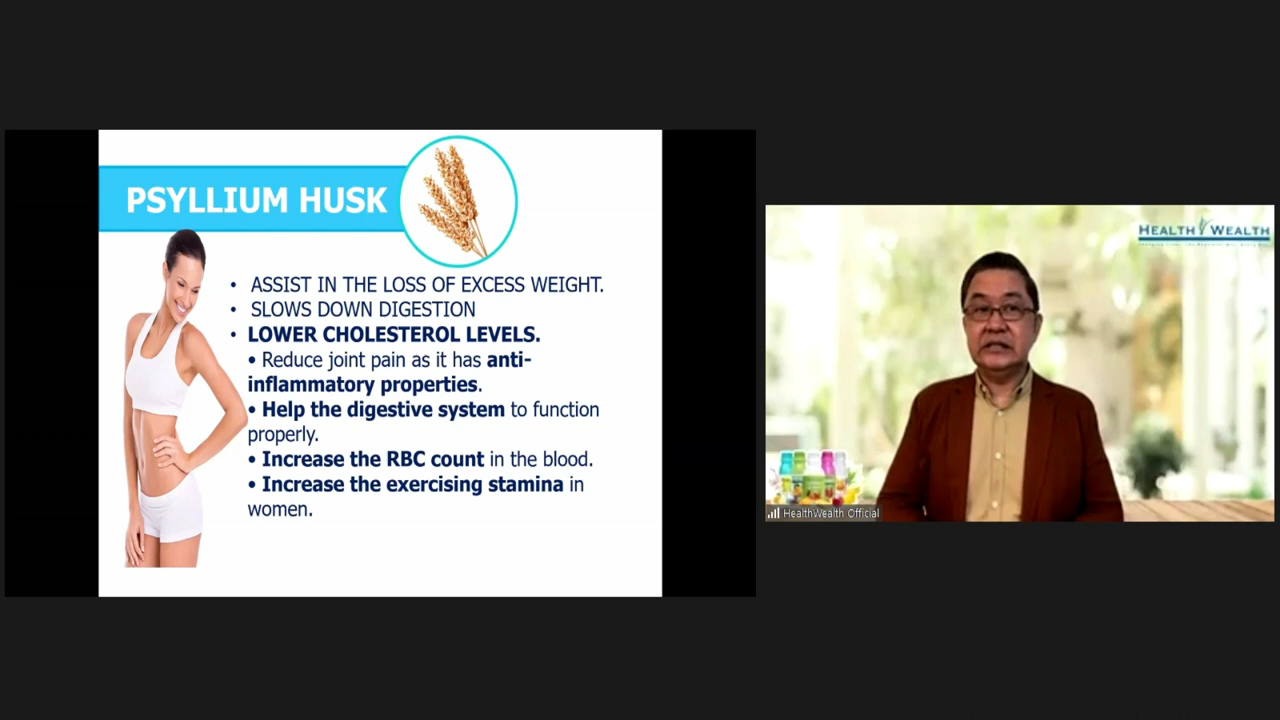 PSYLLIUM HUSK
• ASSIST IN THE LOSS OF EXCESS WEIGHT.
• SLOWS DOWN DIGESTION
• LOWER CHOLESTEROL LEVELS.
• Reduce joint pain as it has anti-
inflammatory properties.
• Help the digestive system to function
properly.
• Increase the RBC count in the blood.
• Increase the exercising stamina in
women.
HEALTH WEALTH
HealthWealth Official